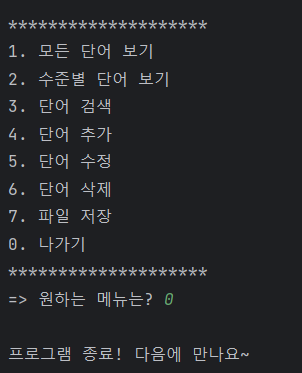 ********************
1. 모든 단어 보기
2. 수준별 단어 보기
3. 단어 검색
4. 단어 추가
5. 단어 수정
6. 단어 삭제
7. 파일 저장
0. 나가기
********************
=> 원하는 메뉴는? 0
프로그램 종료! 다음에 만나요~